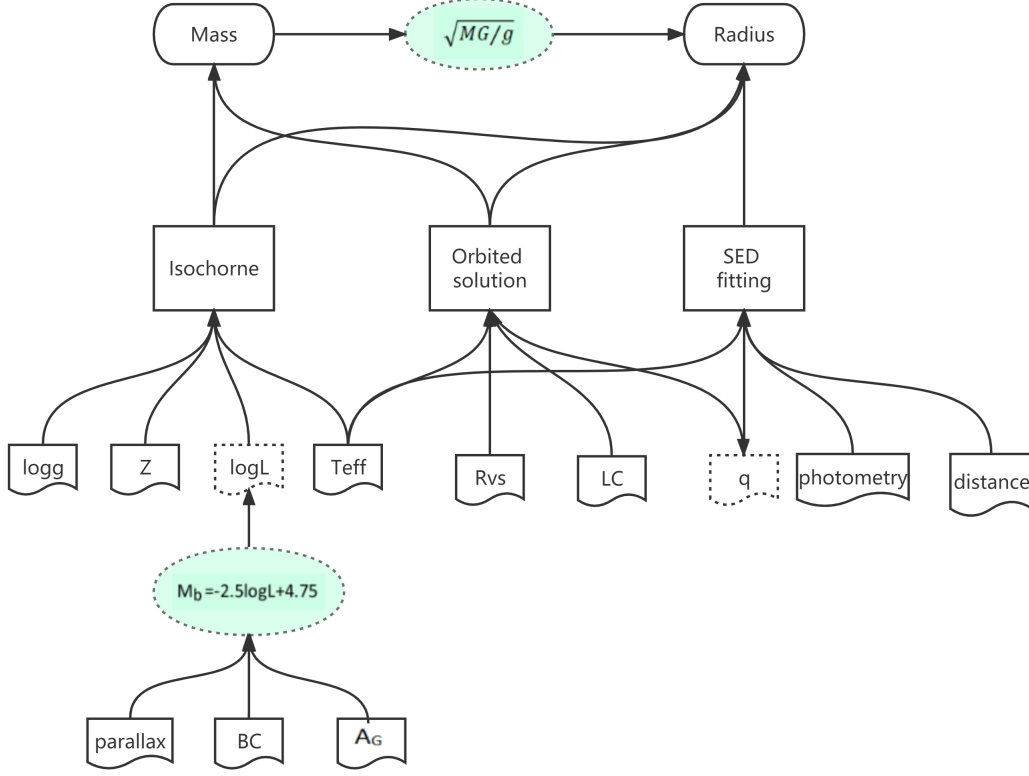 Mass
√MG/g
Radius
Isochorne
Orbited
solution
SED
fitting
logg
Z
logL
Teff
Rvs
LC
q
photometry
distance
Mb=-2.5logL+4.75
parallax
BC
AG